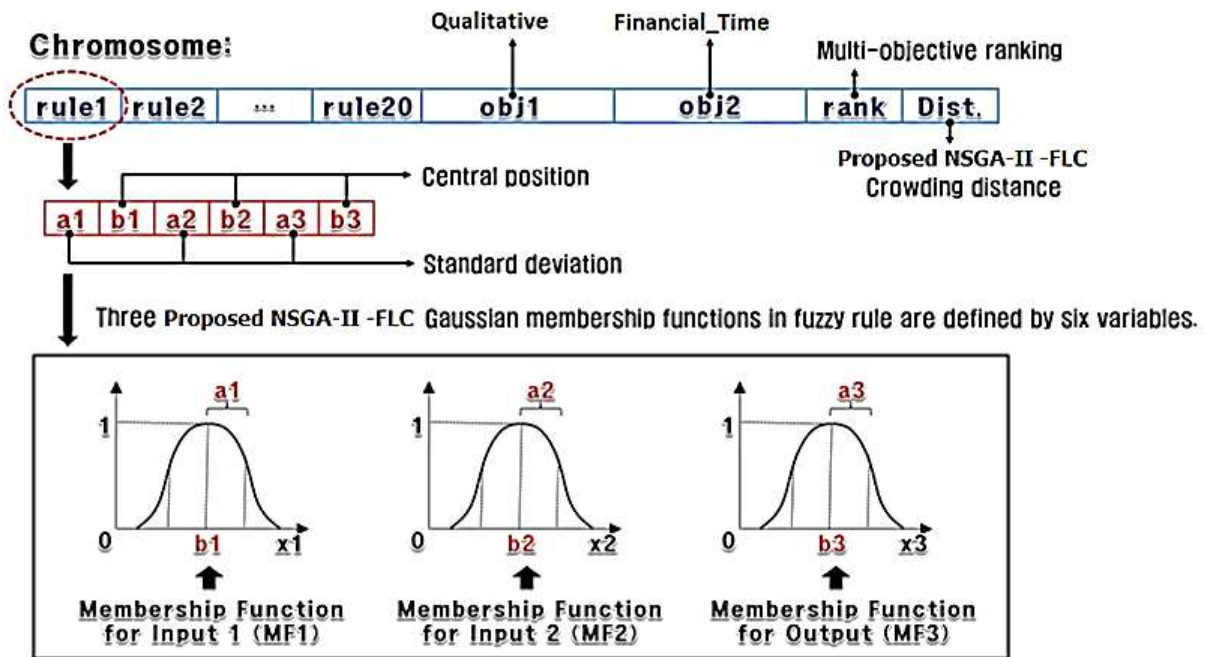 Qualitative
Financial_Time
Chromosome:
Multi-objective ranking
rule1 rule2 ... rule20 obj1 obj2 rank Dist.
Proposed NSGA-II -FLC
Crowding distance
Central position
a1 b1 a2 b2 a3 b3
Standard deviation
Three Proposed NSGA-II -FLC Gaussian membership functions in fuzzy rule are defined by six variables.
a1 a2 a3
1 1 1
0 b1 x1 0 b2 x2 0 b3 x3
Membership Function
for Input 1 (MF1)
Membership Function
for Input 2 (MF2)
Membership Function
for Output (MF3)